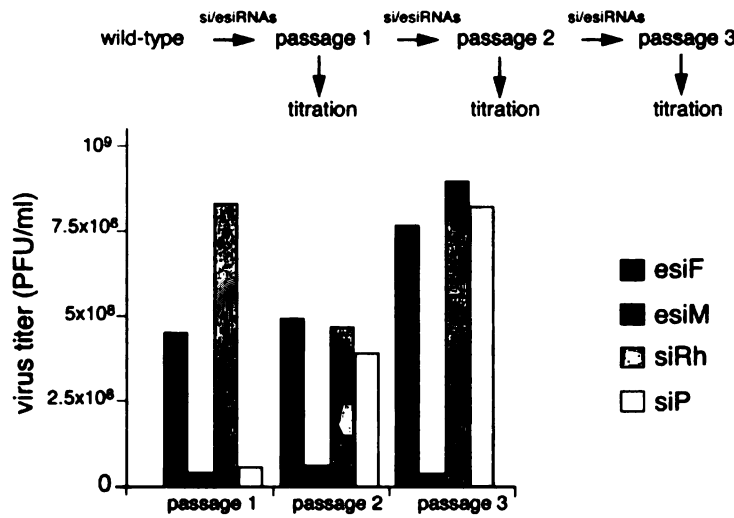 si/esiRNAs si/esiRNAs si/esiRNAs
wild-type passage 1 passage 2 passage 3
titration titration titration
virus titer (PFU/ml)
10⁹
7.5x10⁸
5x10⁸
2.5x10⁸
0
passage 1 passage 2 passage 3
esiF
esiM
siRh
siP